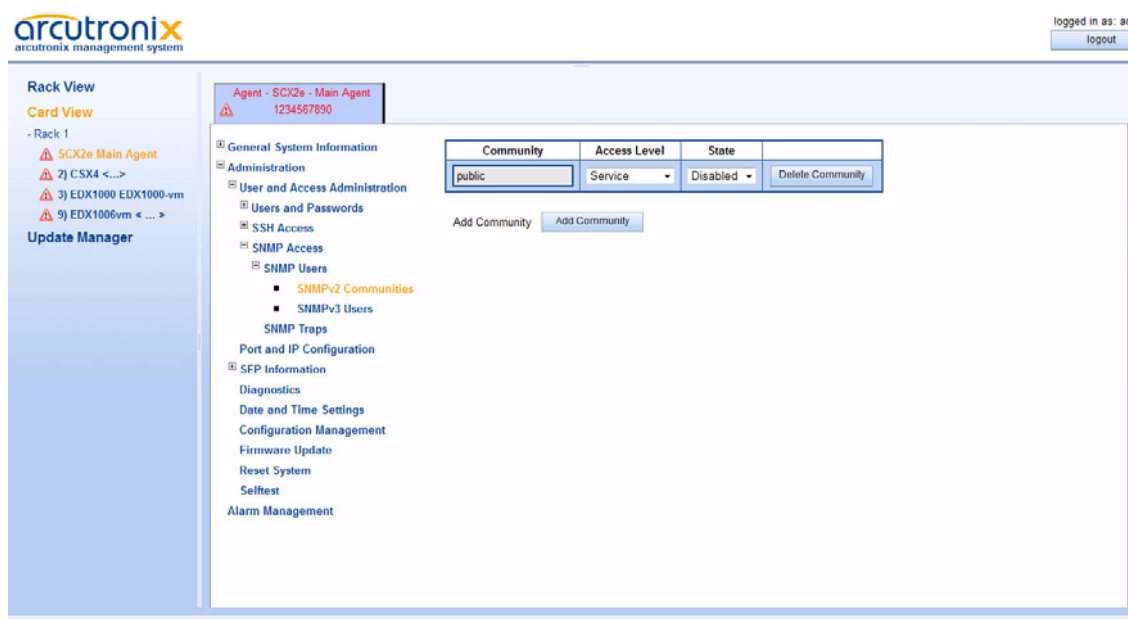 arcutronix
arcutronix management system
logged in as:
logout
Rack View
Card View
- Rack 1
SCX2e Main Agent
2) CSX4 <...>
3) EDX1000 EDX1000-vm
9) EDX1006vm < ... >
Update Manager
Agent - SCX2e - Main Agent
1234567890
General System Information
Administration
User and Access Administration
Users and Passwords
SSH Access
SNMP Access
SNMP Users
SNMPv2 Communities
SNMPv3 Users
SNMP Traps
Port and IP Configuration
SFP Information
Diagnostics
Date and Time Settings
Configuration Management
Firmware Update
Reset System
Selftest
Alarm Management
Community Access Level State
public Service Disabled Delete Community
Add Community Add Community